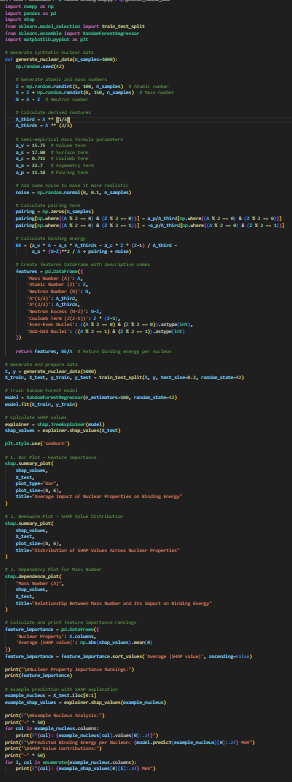 import numpy as np
import pandas as pd
import shap
from sklearn.model_selection import train_test_split
from sklearn.ensemble import RandomForestRegressor
import matplotlib.pyplot as plt
# Generate synthetic nuclear data
def generate_nuclear_data(n_samples=1000):
np.random.seed(42)
# Generate atomic and mass numbers
Z = np.random.randint(1, 100, n_samples) # Atomic number
A = Z + np.random.randint(0, 150, n_samples) # Mass number
N = A - Z # Neutron number
# Calculate derived features
A_third = A ** (1/3)
A_thirds = A ** (2/3)
# Semi-empirical mass formula parameters
a_v = 15.75 # Volume term
a_s = 17.80 # Surface term
a_c = 0.711 # Coulomb term
a_a = 23.7 # Asymmetry term
a_p = 11.18 # Pairing term
# Add some noise to make it more realistic
noise = np.random.normal(0, 0.1, n_samples)
# Calculate pairing term
pairing = np.zeros(n_samples)
pairing[np.where((A % 2 == 0) & (Z % 2 == 0))] = a_p/A_third[np.where((A % 2 == 0) & (Z % 2 == 0))]
pairing[np.where((A % 2 == 0) & (Z % 2 == 1))] = -a_p/A_third[np.where((A % 2 == 0) & (Z % 2 == 1))]
# Calculate binding energy
BE = (a_v * A - a_s * A_thirds - a_c * Z * (Z-1) / A_third -
a_a * (N-Z)**2 / A + pairing + noise)
# Create features DataFrame with descriptive names
features = pd.DataFrame({
'Mass Number (A)': A,
'Atomic Number (Z)': Z,
'Neutron Number (N)': N,
'A^(1/3)': A_third,
'A^(2/3)': A_thirds,
'Neutron Excess (N-Z)': N-Z,
'Coulomb Term (Z(Z-1))': Z * (Z-1),
'Even-Even Nuclei': ((A % 2 == 0) & (Z % 2 == 0)).astype(int),
'Odd-Odd Nuclei': ((A % 2 == 1) & (Z % 2 == 1)).astype(int)
})
return features, BE/A # Return binding energy per nucleon
# Generate and prepare data
X, y = generate_nuclear_data(1000)
X_train, X_test, y_train, y_test = train_test_split(X, y, test_size=0.2, random_state=42)
# Train Random Forest model
model = RandomForestRegressor(n_estimators=100, random_state=42)
model.fit(X_train, y_train)
# Calculate SHAP values
explainer = shap.TreeExplainer(model)
shap_values = explainer.shap_values(X_test)
plt.style.use('seaborn')
# 1. Bar Plot - Feature Importance
shap.summary_plot(
shap_values,
X_test,
plot_type="bar",
plot_size=(8, 6),
title="Average Impact of Nuclear Properties on Binding Energy"
)
# 2. Beeswarm Plot - SHAP Value Distribution
shap.summary_plot(
shap_values,
X_test,
plot_size=(8, 6),
title="Distribution of SHAP Values Across Nuclear Properties"
)
# 3. Dependency Plot for Mass Number
shap.dependence_plot(
"Mass Number (A)",
shap_values,
X_test,
title="Relationship Between Mass Number and Its Impact on Binding Energy"
)
# Calculate and print feature importance rankings
feature_importance = pd.DataFrame({
'Nuclear Property': X.columns,
'Average |SHAP value|': np.abs(shap_values).mean(0)
})
feature_importance = feature_importance.sort_values('Average |SHAP value|', ascending=False)
print("\nNuclear Property Importance Rankings:")
print(feature_importance)
# Example prediction with SHAP explanation
example_nucleus = X_test.iloc[0:1]
example_shap_values = explainer.shap_values(example_nucleus)
print("\nExample Nucleus Analysis:")
print("-" * 50)
for col in example_nucleus.columns:
print(f"{col}: {example_nucleus[col].values[0]:.2f}")
print(f"\nPredicted Binding Energy per Nucleon: {model.predict(example_nucleus)[0]:.2f} MeV")
print("\nSHAP Value Contributions:")
print("-" * 50)
for i, col in enumerate(example_nucleus.columns):
print(f"{col}: {example_shap_values[0][i]:.2f} MeV")